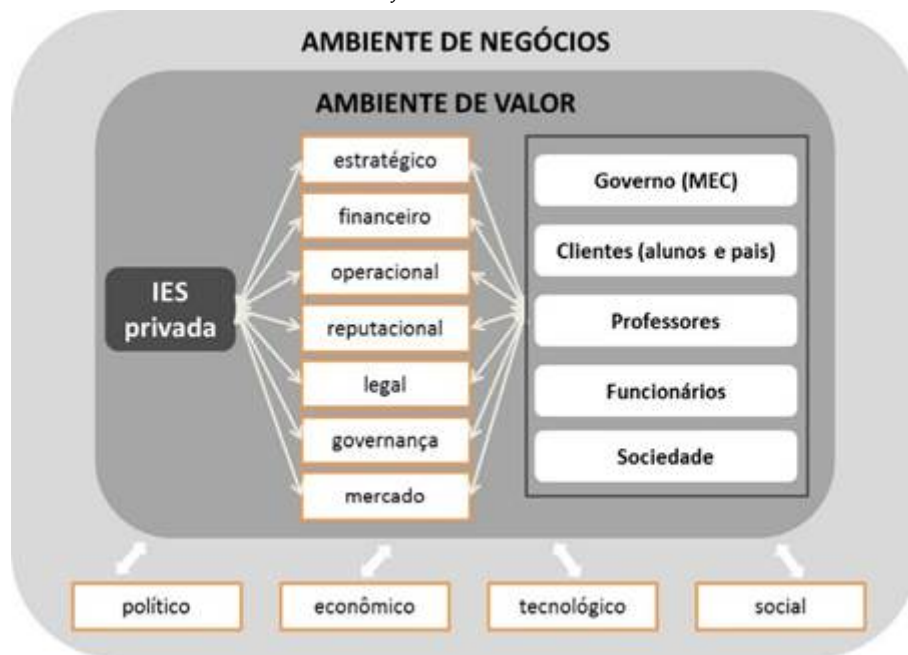 AMBIENTE DE NEGÓCIOS
AMBIENTE DE VALOR
IES
privada
estratégico
financeiro
operacional
reputacional
legal
governança
mercado
Governo (MEC)
Clientes (alunos e pais)
Professores
Funcionários
Sociedade
político
econômico
tecnológico
social